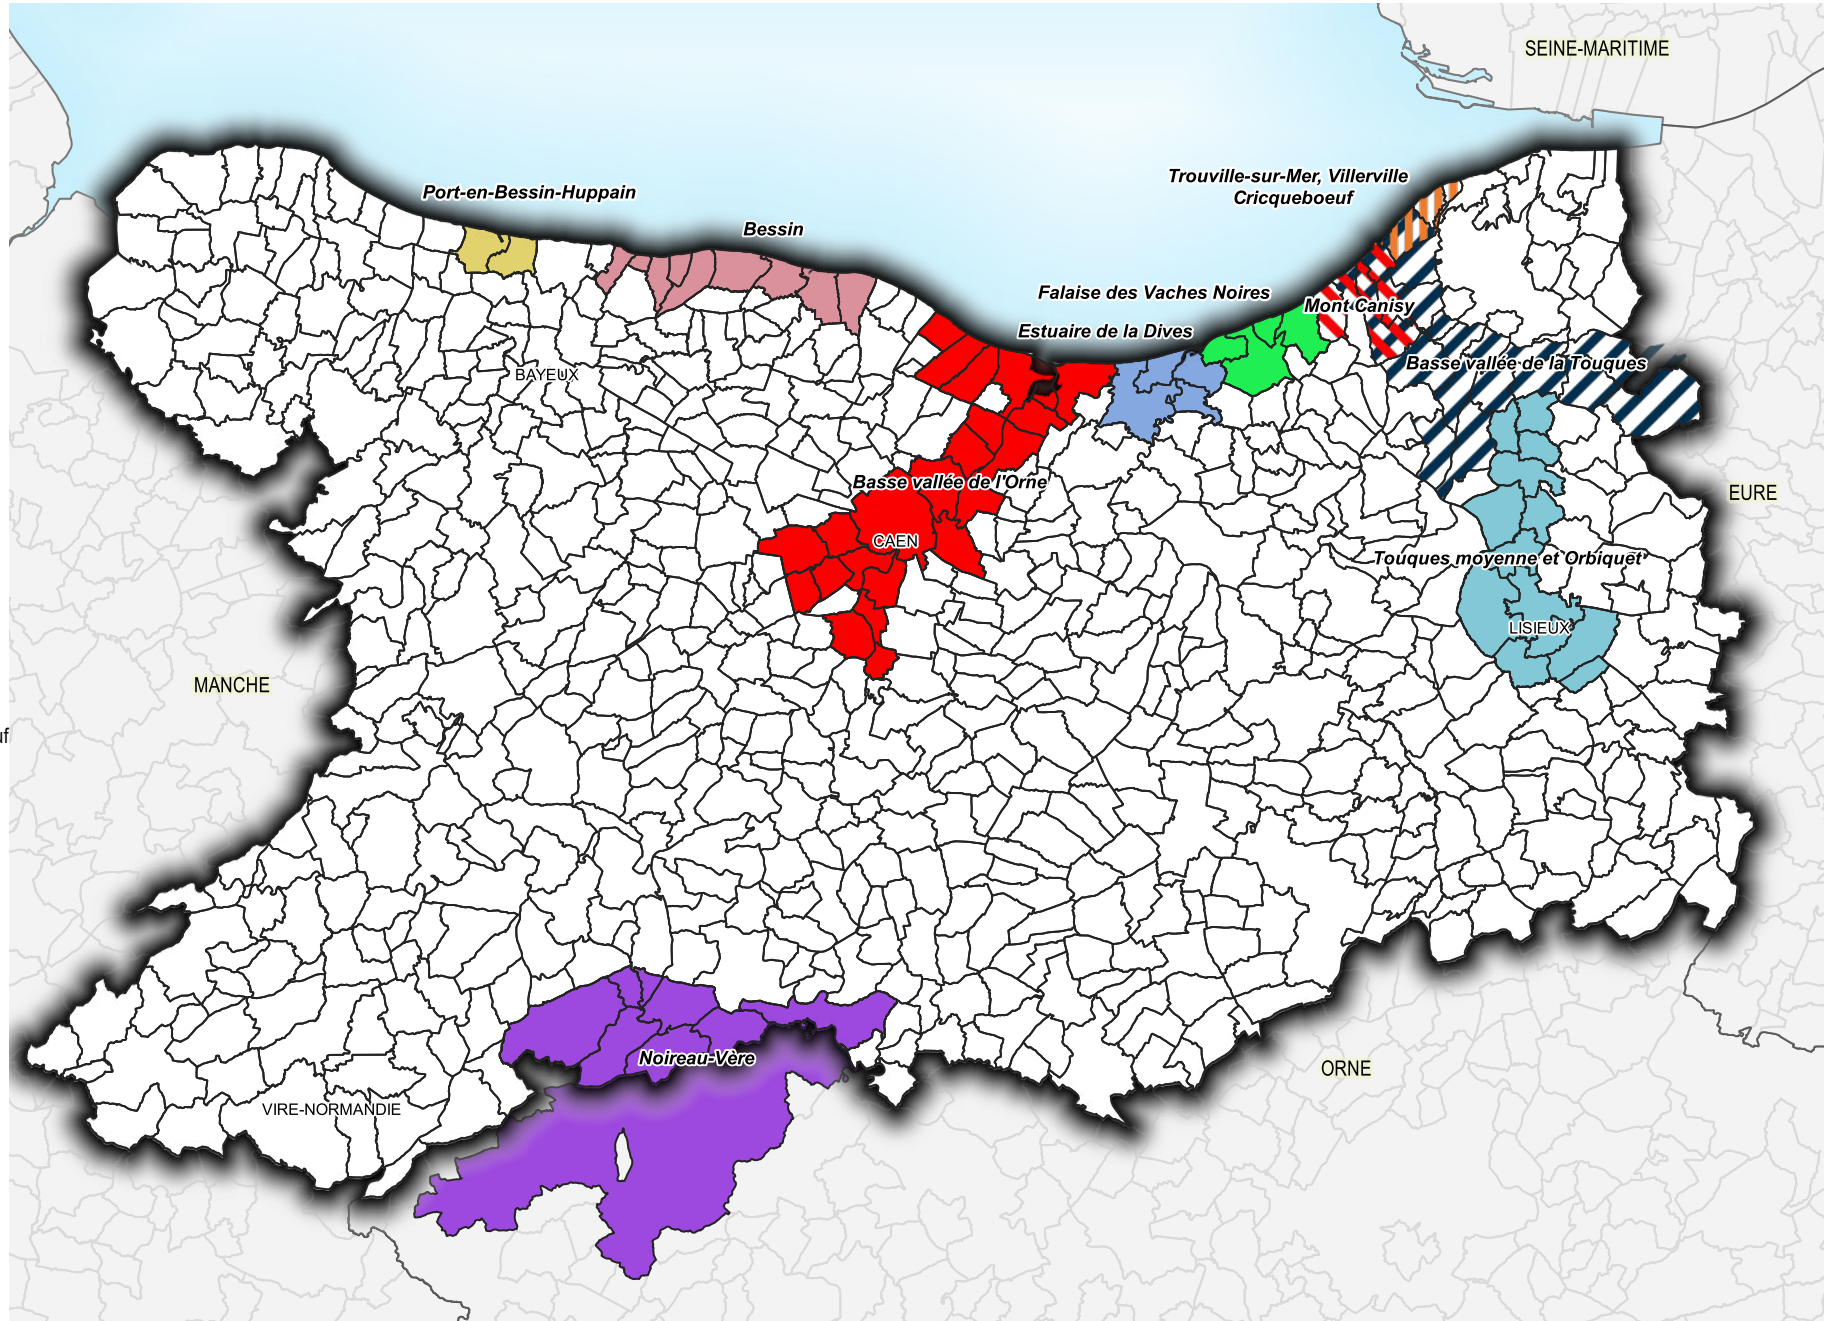 SEINE-MARITIME
Trouville-sur-Mer, Villerville
Cricqueboeuf
Port-en-Bessin-Huppain
Bessin
Falaise des Vaches Noires
Mont Canisy
Estuaire de la Dives
Basse vallée de la Touques
BAYEUX
Basse vallée de l'Orne
EURE
CAEN
Touques moyenne et Orbiquet
LISIEUX
MANCHE
uf
Noireau-Vère
ORNE
VIRE-NORMANDIE